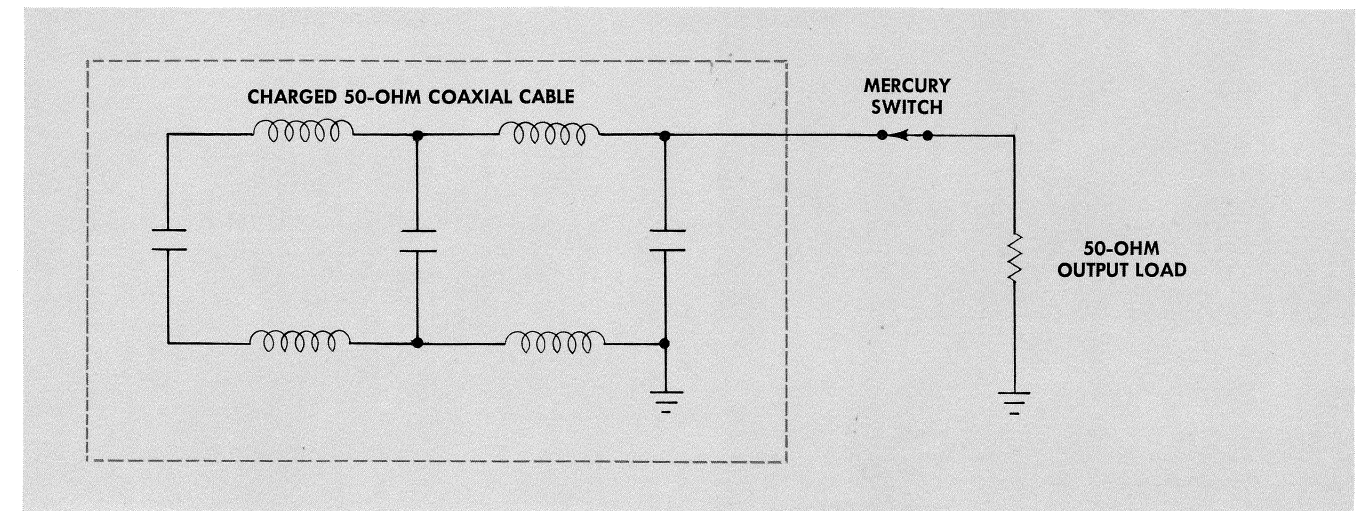 CHARGED 50-OHM COAXIAL CABLE
MERCURY
SWITCH
50-OHM
OUTPUT LOAD